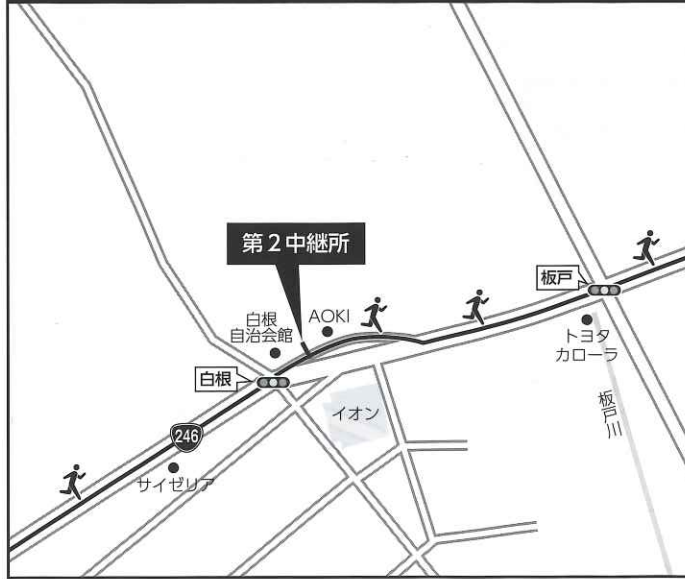 第2中継所
板戸
白根
自治会館
AOKI
トヨタ
カローラ
白根
イオン
板戸川
246
サイゼリア